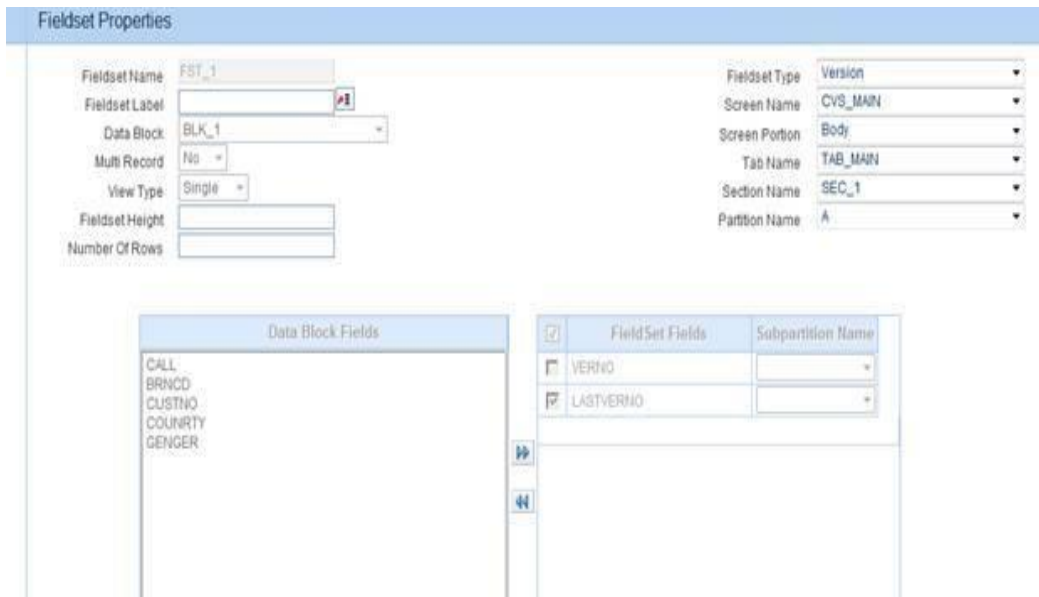 Fieldset Properties
Fieldset Name FST_1
Fieldset Label
Data Block BLK_1
Multi Record No
View Type Single
Fieldset Height
Number Of Rows
Fieldset Type Version
Screen Name CVS_MAIN
Screen Portion Body
Tab Name TAB_MAIN
Section Name SEC_1
Partition Name A
Data Block Fields
CALL
BRNCD
CUSTNO
COUNRTY
GENGER
FieldSet Fields Subpartition Name
VERNO
LASTVERNO